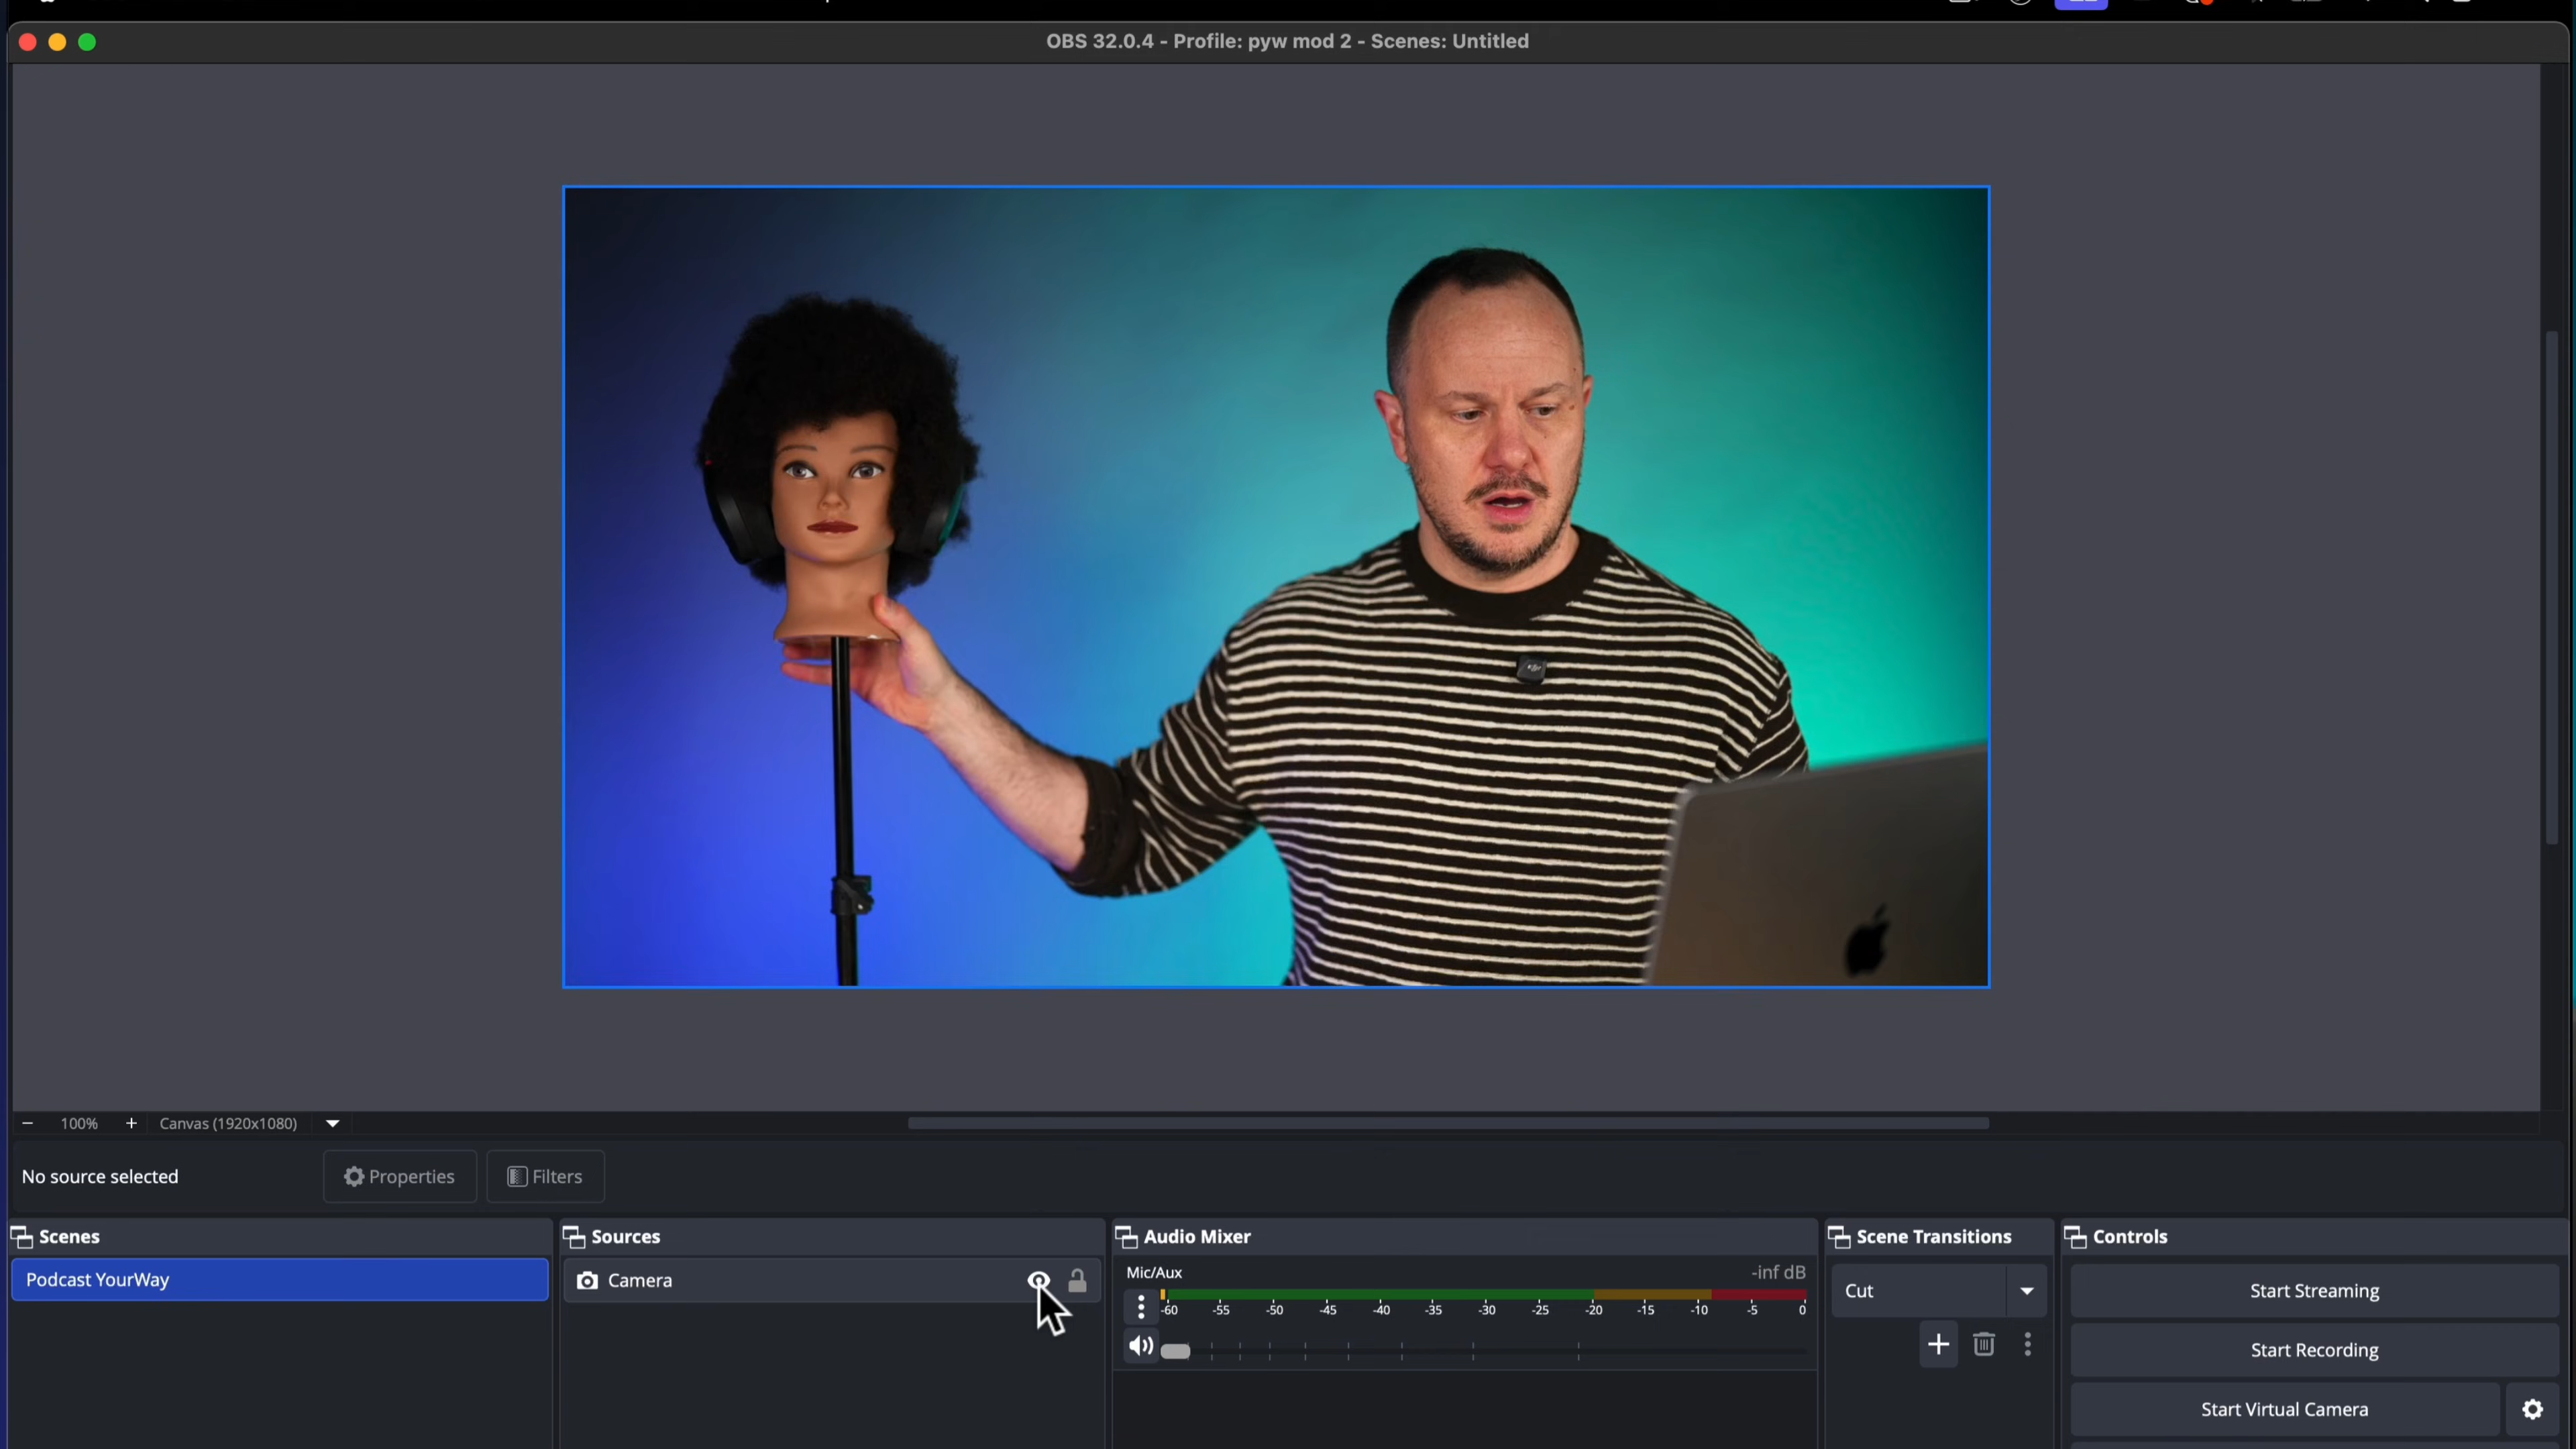 OBS 32.0.4 - Profile: pyw mod 2 - Scenes: Untitled
100%
Canvas (1920x1080)
No source selected
Properties
Filters
Scenes
Podcast YourWay
Sources
Camera
Audio Mixer
Mic/Aux
-inf dB
-60 -55 -50 -45 -40 -35 -30 -25 -20 -15 -10 -5 0
Scene Transitions
Cut
Controls
Start Streaming
Start Recording
Start Virtual Camera